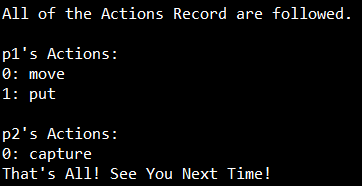 All of the Actions Record are followed.
p1's Actions:
0: move
1: put
p2's Actions:
0: capture
That's All! See You Next Time!